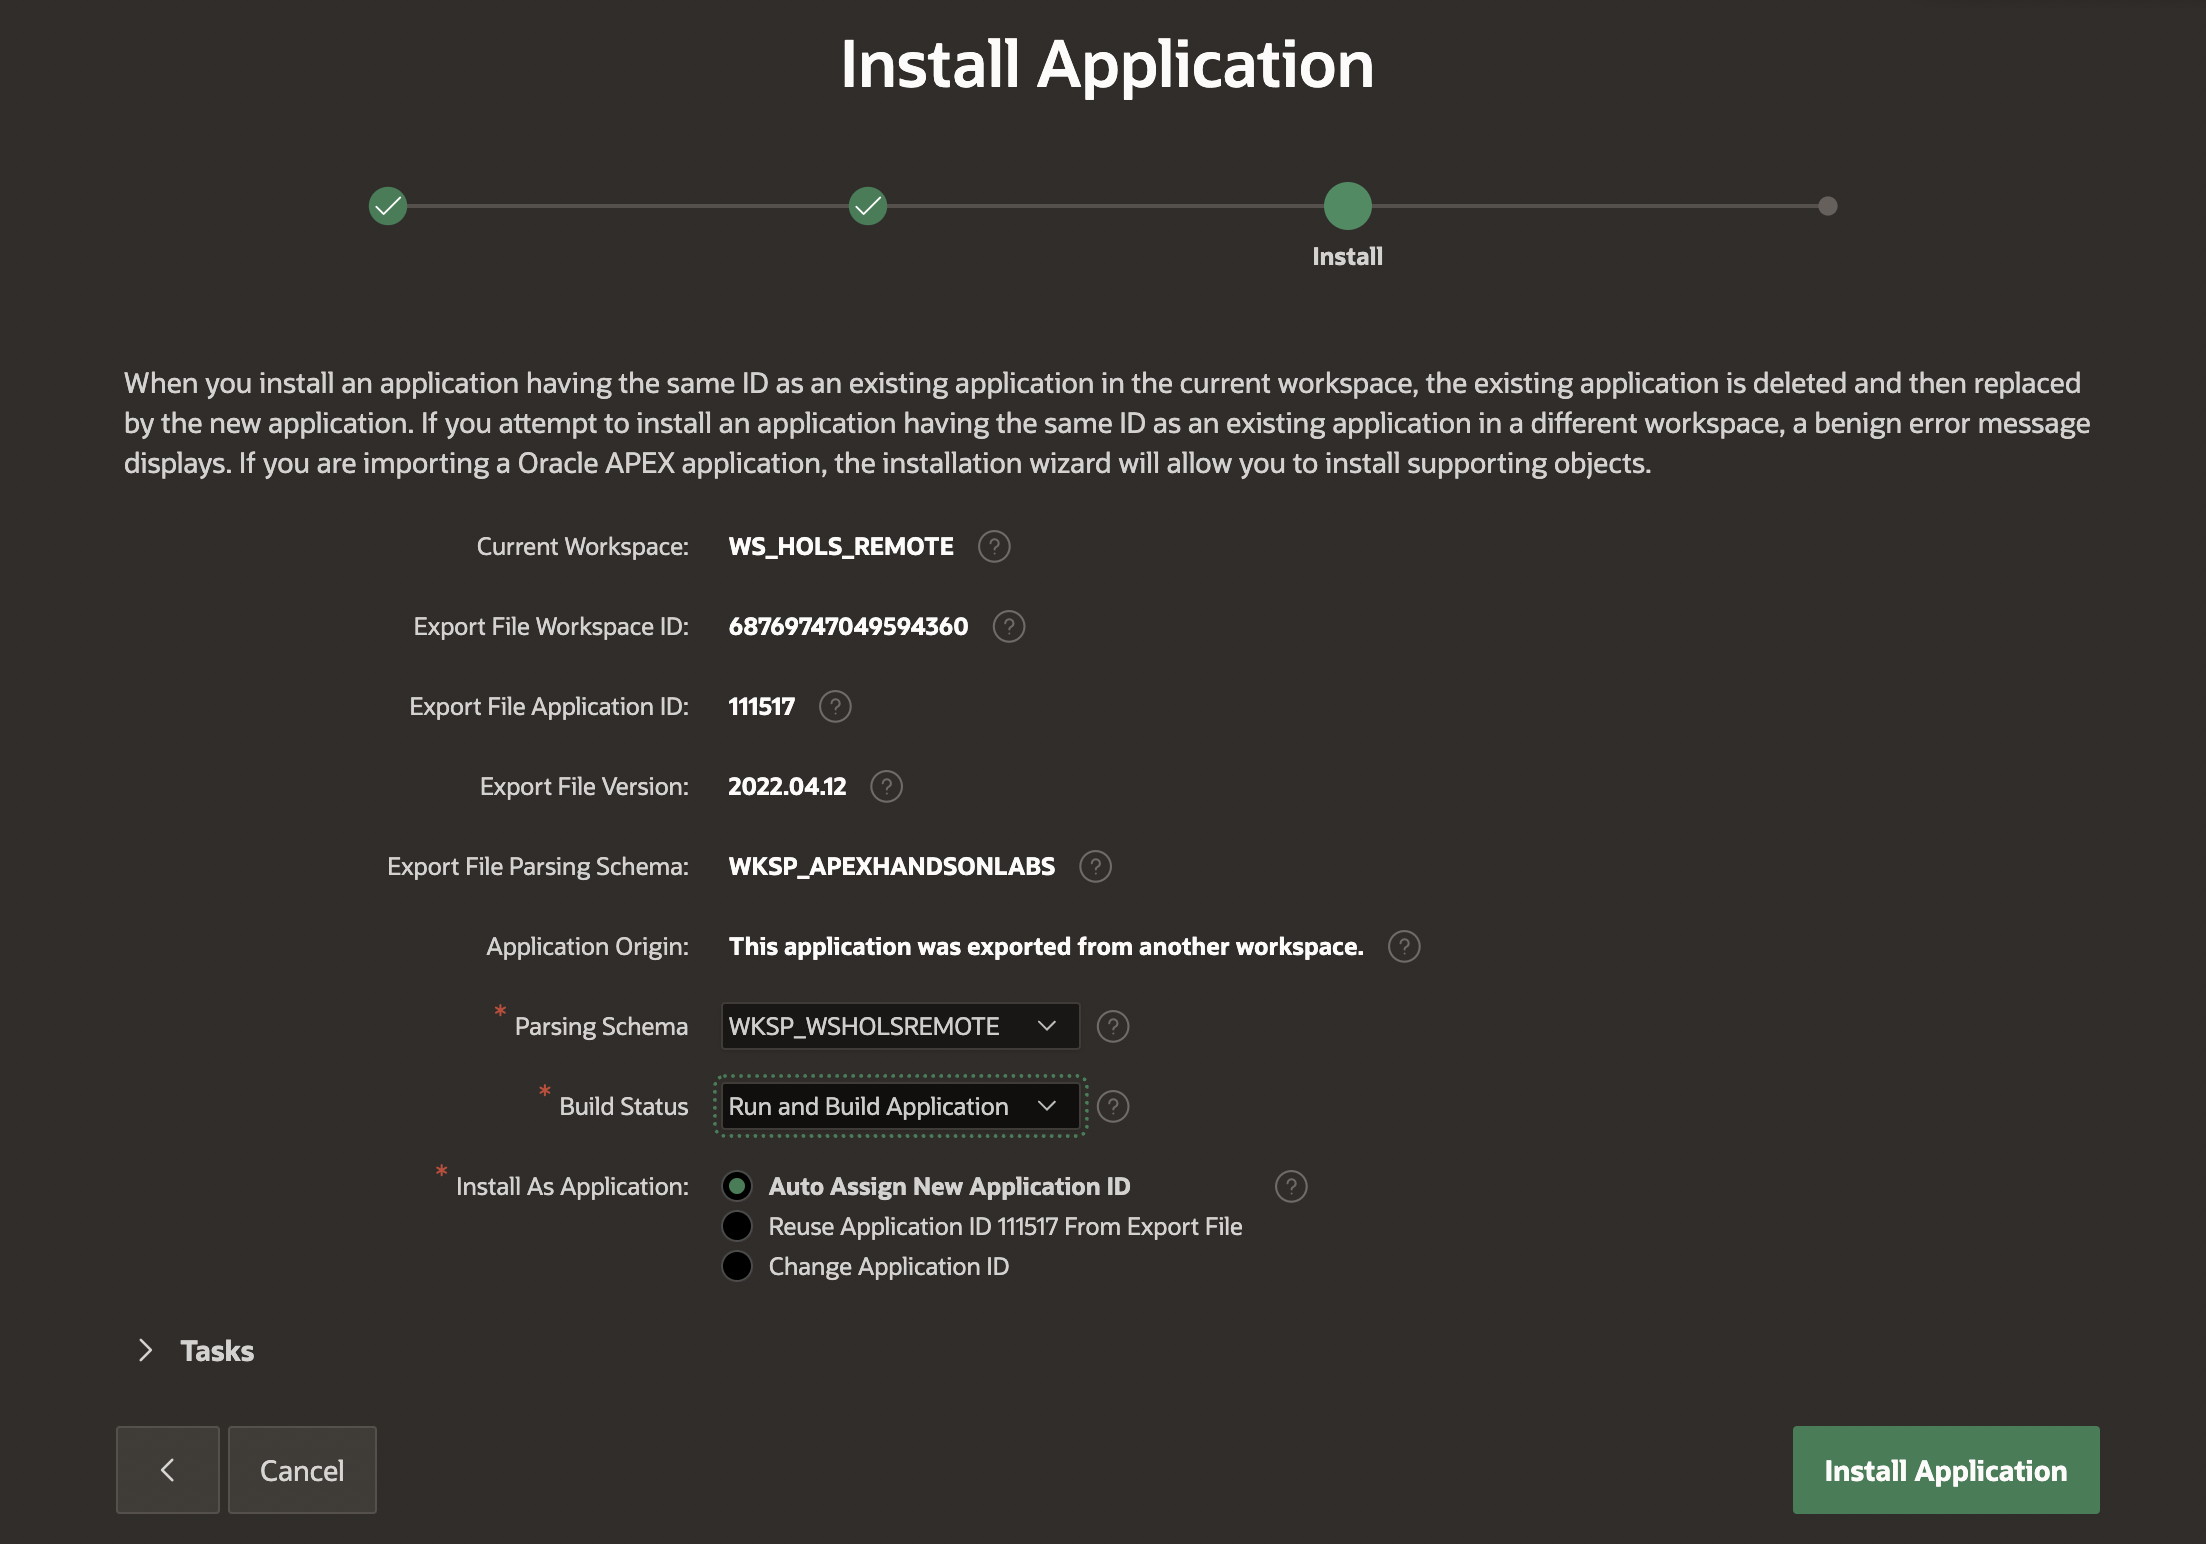 Install Application
Install
When you install an application having the same ID as an existing application in the current workspace, the existing application is deleted and then replaced
by the new application. If you attempt to install an application having the same ID as an existing application in a different workspace, a benign error message
displays. If you are importing a Oracle APEX application, the installation wizard will allow you to install supporting objects.
Current Workspace: WS_HOLS_REMOTE ?
Export File Workspace ID: 68769747049594360 ?
Export File Application ID: 111517 ?
Export File Version: 2022.04.12 ?
Export File Parsing Schema: WKSP_APEXHANDSONLABS ?
Application Origin: This application was exported from another workspace. ?
* Parsing Schema WKSP_WSHOLSREMOTE ?
* Build Status Run and Build Application ?
* Install As Application: Auto Assign New Application ID ?
Reuse Application ID 111517 From Export File
Change Application ID
Tasks
Cancel Install Application